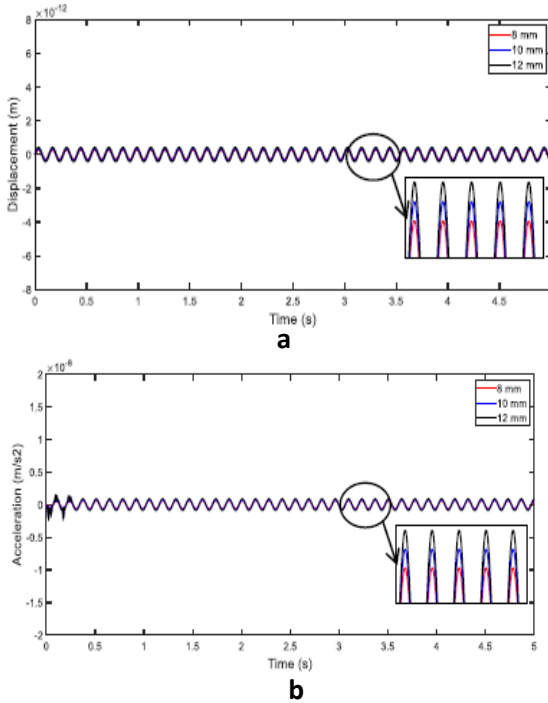 ×10⁻¹²
8
6
4
2
0
-2
-4
-6
-8
Displacement (m)
8 mm
10 mm
12 mm
0 0.5 1 1.5 2 2.5 3 3.5 4 4.5
Time (s)
a
×10⁻⁸
2
1.5
1
0.5
0
-0.5
-1
-1.5
-2
Acceleration (m/s2)
8 mm
10 mm
12 mm
0 0.5 1 1.5 2 2.5 3 3.5 4 4.5 5
Time (s)
b